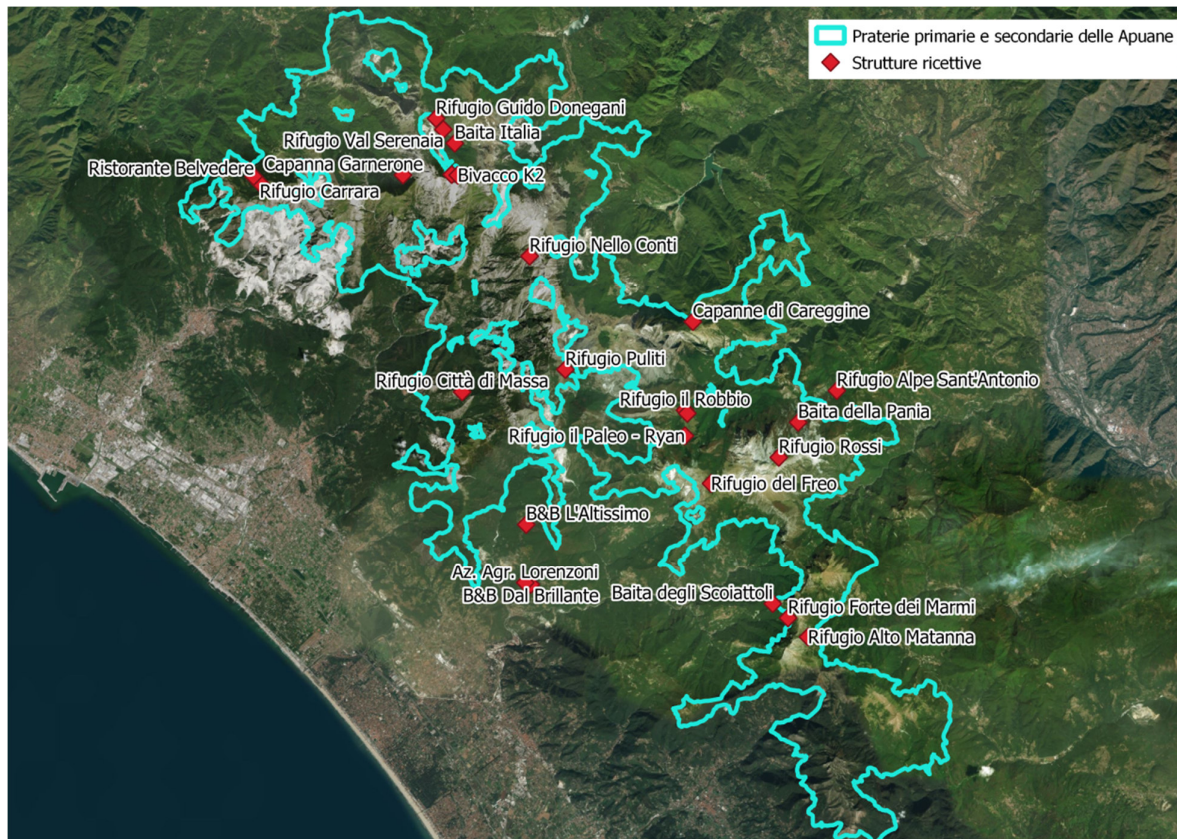 Praterie primarie e secondarie delle Apuane
Strutture ricettive
Rifugio Guido Donegani
Baita Italia
Rifugio Val Serenaia
Capanna Garnerone
Ristorante Belvedere
Bivacco K2
Rifugio Carrara
Rifugio Nello Conti
Capanne di Careggine
Rifugio Puliti
Rifugio Città di Massa
Rifugio Alpe Sant'Antonio
Rifugio il Robbio
Baita della Pania
Rifugio il Paleo - Ryan
Rifugio Rossi
Rifugio del Freo
B&B L'Altissimo
Az. Agr. Lorenzoni
B&B Dal Brillante
Baita degli Scoiattoli
Rifugio Forte dei Marmi
Rifugio Alto Matanna